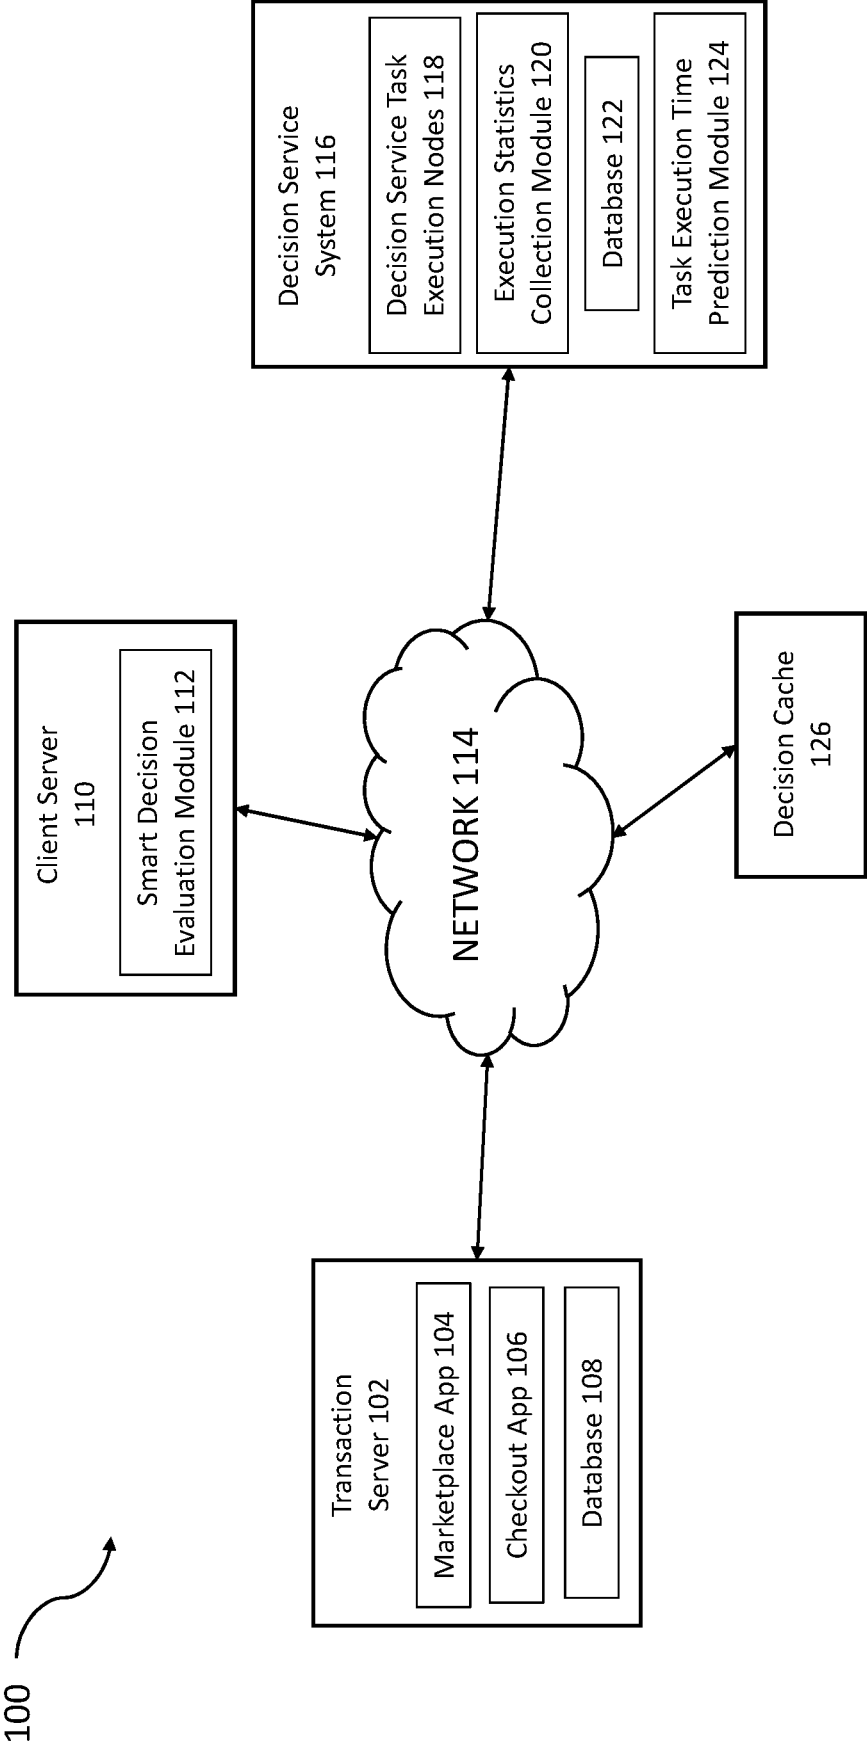 100
Client Server
110
Smart Decision
Evaluation Module 112
Transaction
Server 102
Marketplace App 104
Checkout App 106
Database 108
NETWORK 114
Decision Service
System 116
Decision Service Task
Execution Nodes 118
Execution Statistics
Collection Module 120
Database 122
Task Execution Time
Prediction Module 124
Decision Cache
126